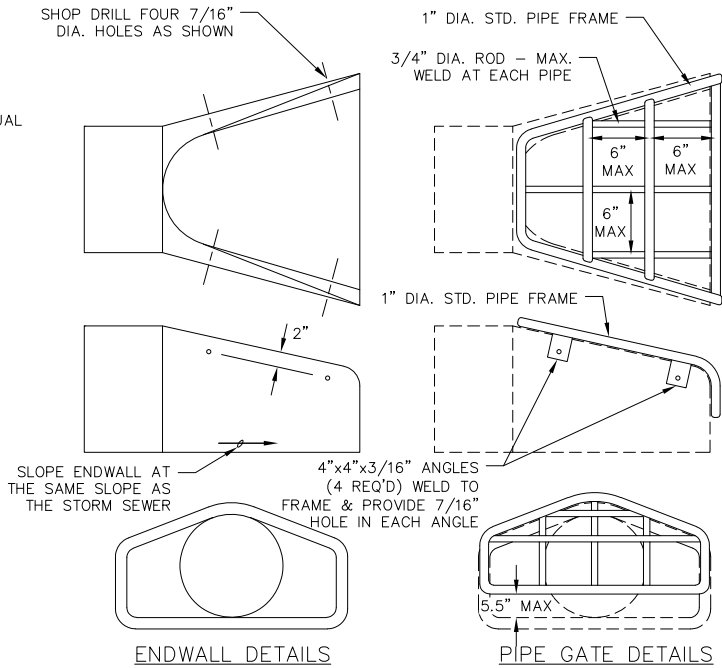 SHOP DRILL FOUR 7/16"
DIA. HOLES AS SHOWN
1" DIA. STD. PIPE FRAME
3/4" DIA. ROD – MAX.
WELD AT EACH PIPE
UAL
6"
MAX
6"
MAX
6"
MAX
1" DIA. STD. PIPE FRAME
2"
SLOPE ENDWALL AT
THE SAME SLOPE AS
THE STORM SEWER
4"x4"x3/16" ANGLES
(4 REQ'D) WELD TO
FRAME & PROVIDE 7/16"
HOLE IN EACH ANGLE
5.5" MAX
ENDWALL DETAILS
PIPE GATE DETAILS